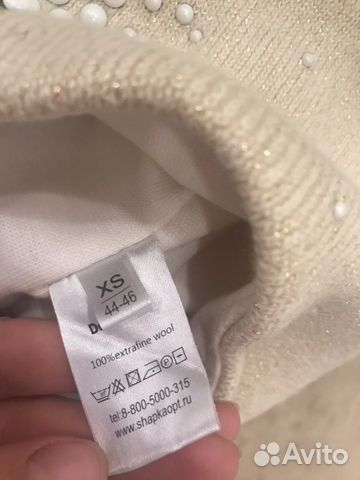 XS
44-46
100%extrafine wool
tel:8-800-5000-315
www.shapkaopt.ru
Avito